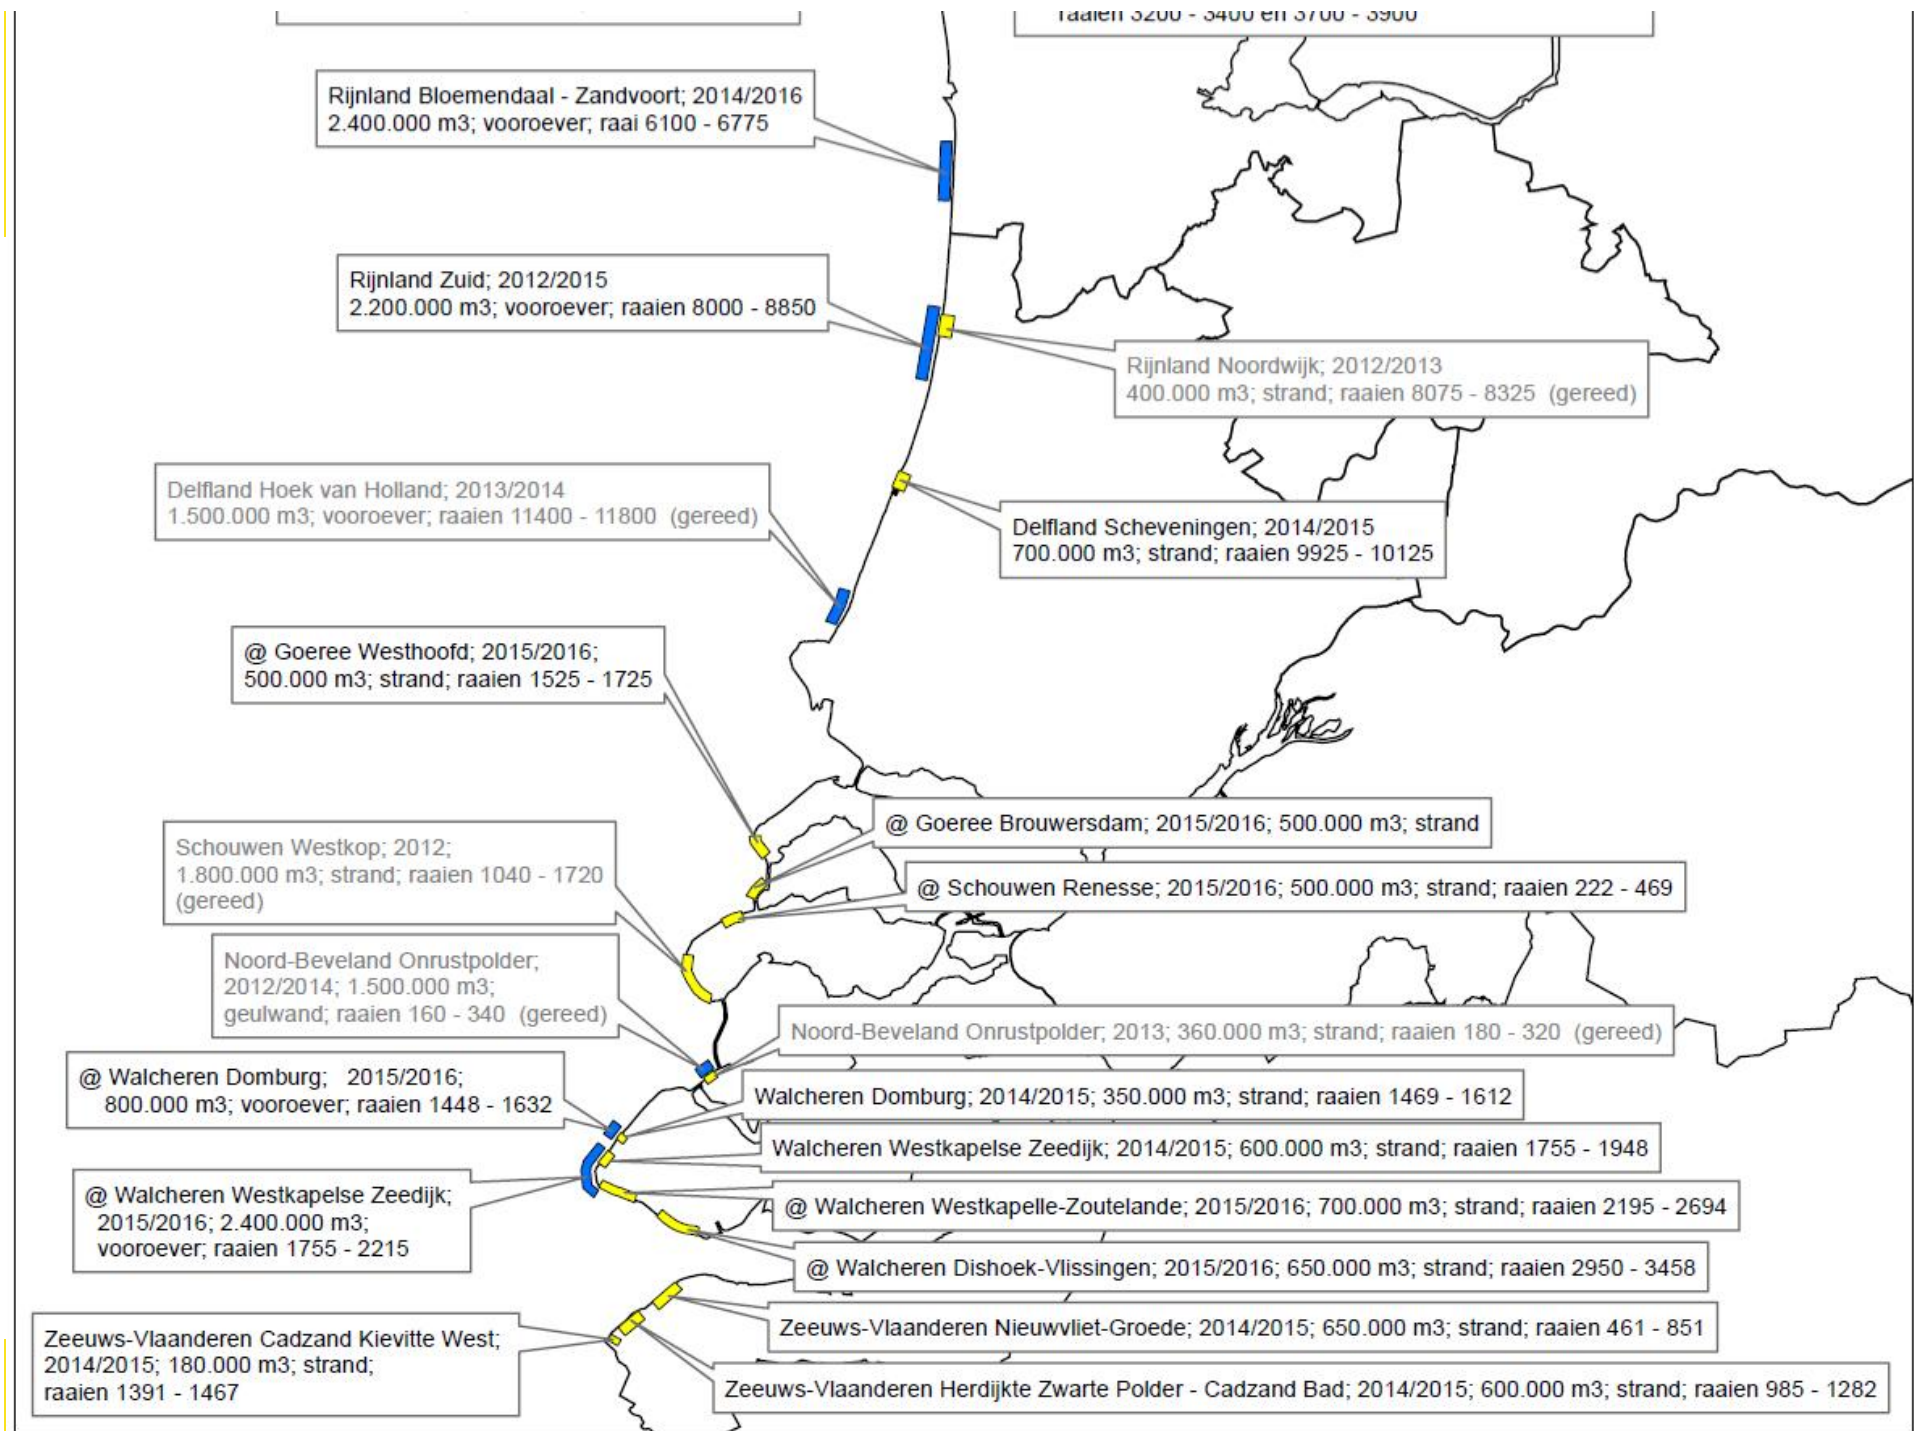 raaien 3200 - 3400 en 3700 - 3900
Rijnland Bloemendaal - Zandvoort; 2014/2016
2.400.000 m3; vooroever; raai 6100 - 6775
Rijnland Zuid; 2012/2015
2.200.000 m3; vooroever; raaien 8000 - 8850
Rijnland Noordwijk; 2012/2013
400.000 m3; strand; raaien 8075 - 8325 (gereed)
Delfland Hoek van Holland; 2013/2014
1.500.000 m3; vooroever; raaien 11400 - 11800 (gereed)
Delfland Scheveningen; 2014/2015
700.000 m3; strand; raaien 9925 - 10125
@ Goeree Westhoofd; 2015/2016;
500.000 m3; strand; raaien 1525 - 1725
@ Goeree Brouwersdam; 2015/2016; 500.000 m3; strand
Schouwen Westkop; 2012;
1.800.000 m3; strand; raaien 1040 - 1720
(gereed)
@ Schouwen Renesse; 2015/2016; 500.000 m3; strand; raaien 222 - 469
Noord-Beveland Onrustpolder;
2012/2014; 1.500.000 m3;
geulwand; raaien 160 - 340 (gereed)
Noord-Beveland Onrustpolder; 2013; 360.000 m3; strand; raaien 180 - 320 (gereed)
@ Walcheren Domburg; 2015/2016;
800.000 m3; vooroever; raaien 1448 - 1632
Walcheren Domburg; 2014/2015; 350.000 m3; strand; raaien 1469 - 1612
Walcheren Westkapelse Zeedijk; 2014/2015; 600.000 m3; strand; raaien 1755 - 1948
@ Walcheren Westkapelse Zeedijk;
2015/2016; 2.400.000 m3;
vooroever; raaien 1755 - 2215
@ Walcheren Westkapelle-Zoutelande; 2015/2016; 700.000 m3; strand; raaien 2195 - 2694
@ Walcheren Dishoek-Vlissingen; 2015/2016; 650.000 m3; strand; raaien 2950 - 3458
Zeeuws-Vlaanderen Nieuwvliet-Groede; 2014/2015; 650.000 m3; strand; raaien 461 - 851
Zeeuws-Vlaanderen Cadzand Kievitte West;
2014/2015; 180.000 m3; strand;
raaien 1391 - 1467
Zeeuws-Vlaanderen Herdijkte Zwarte Polder - Cadzand Bad; 2014/2015; 600.000 m3; strand; raaien 985 - 1282